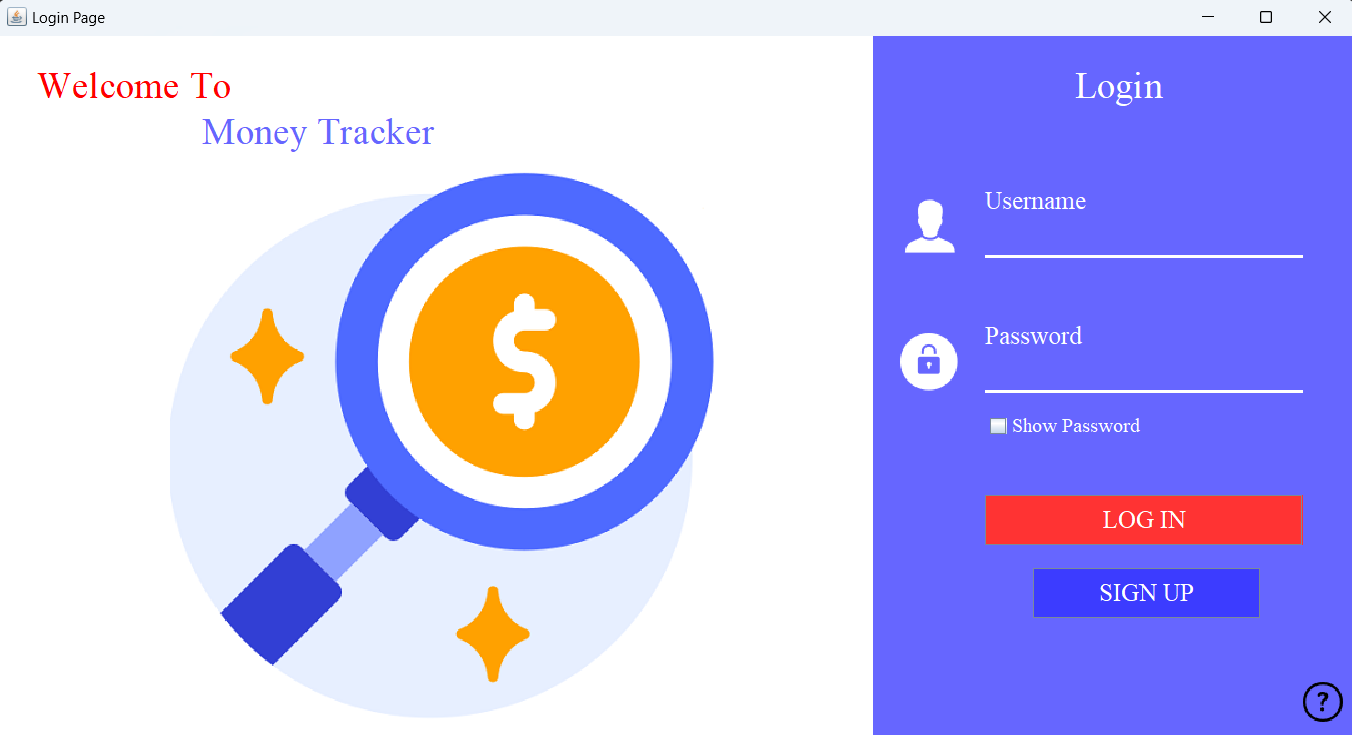 Login Page
Welcome To
Money Tracker
$
Login
Username
Password
Show Password
LOG IN
SIGN UP
?